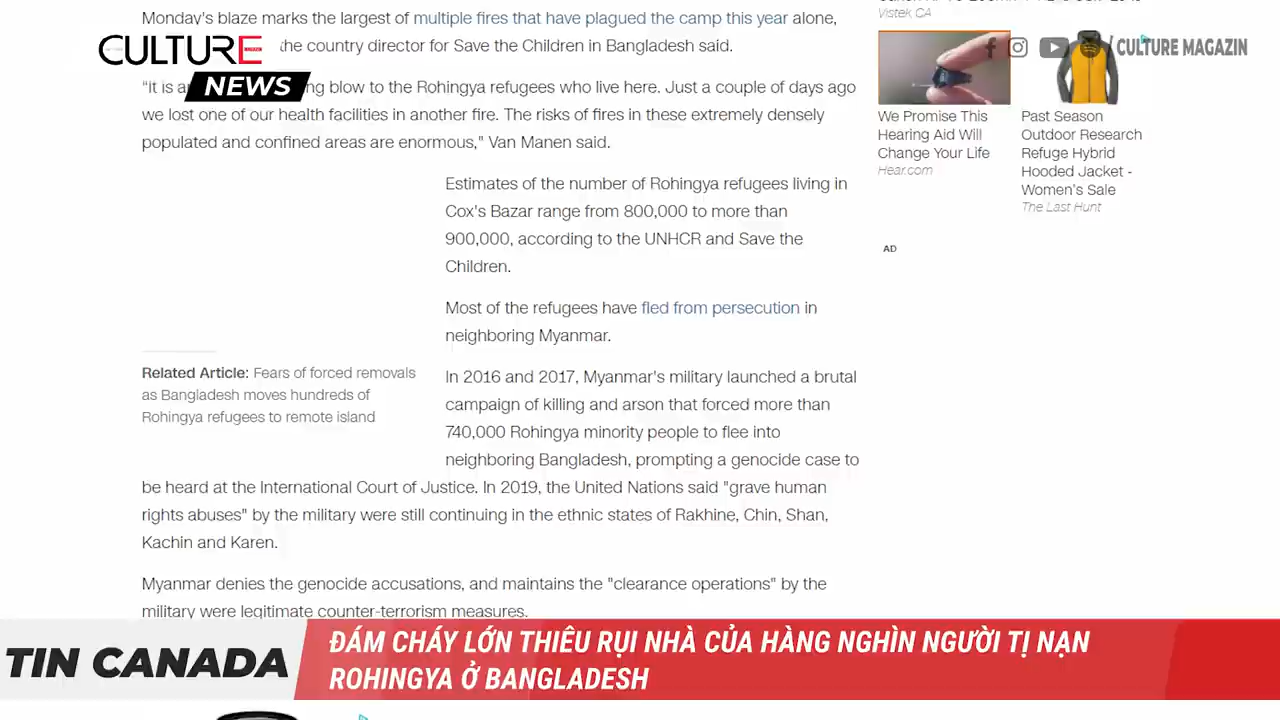 Monday's blaze marks the largest of multiple fires that have plagued the camp this year alone,
the country director for Save the Children in Bangladesh said.
"It is a ng blow to the Rohingya refugees who live here. Just a couple of days ago
we lost one of our health facilities in another fire. The risks of fires in these extremely densely
populated and confined areas are enormous," Van Manen said.
Estimates of the number of Rohingya refugees living in
Cox's Bazar range from 800,000 to more than
900,000, according to the UNHCR and Save the
Children.
Most of the refugees have fled from persecution in
neighboring Myanmar.
Related Article: Fears of forced removals
as Bangladesh moves hundreds of
Rohingya refugees to remote island
In 2016 and 2017, Myanmar's military launched a brutal
campaign of killing and arson that forced more than
740,000 Rohingya minority people to flee into
neighboring Bangladesh, prompting a genocide case to
be heard at the International Court of Justice. In 2019, the United Nations said "grave human
rights abuses" by the military were still continuing in the ethnic states of Rakhine, Chin, Shan,
Kachin and Karen.
Myanmar denies the genocide accusations, and maintains the "clearance operations" by the
military were legitimate counter-terrorism measures.
CULTURE
NEWS
Vistek CA
/ CULTURE MAGAZIN
We Promise This
Hearing Aid Will
Change Your Life
Hear.com
Past Season
Outdoor Research
Refuge Hybrid
Hooded Jacket -
Women's Sale
The Last Hunt
AD
TIN CANADA
ĐÁM CHÁY LỚN THIÊU RỤI NHÀ CỦA HÀNG NGHÌN NGƯỜI TỊ NẠN
ROHINGYA Ở BANGLADESH